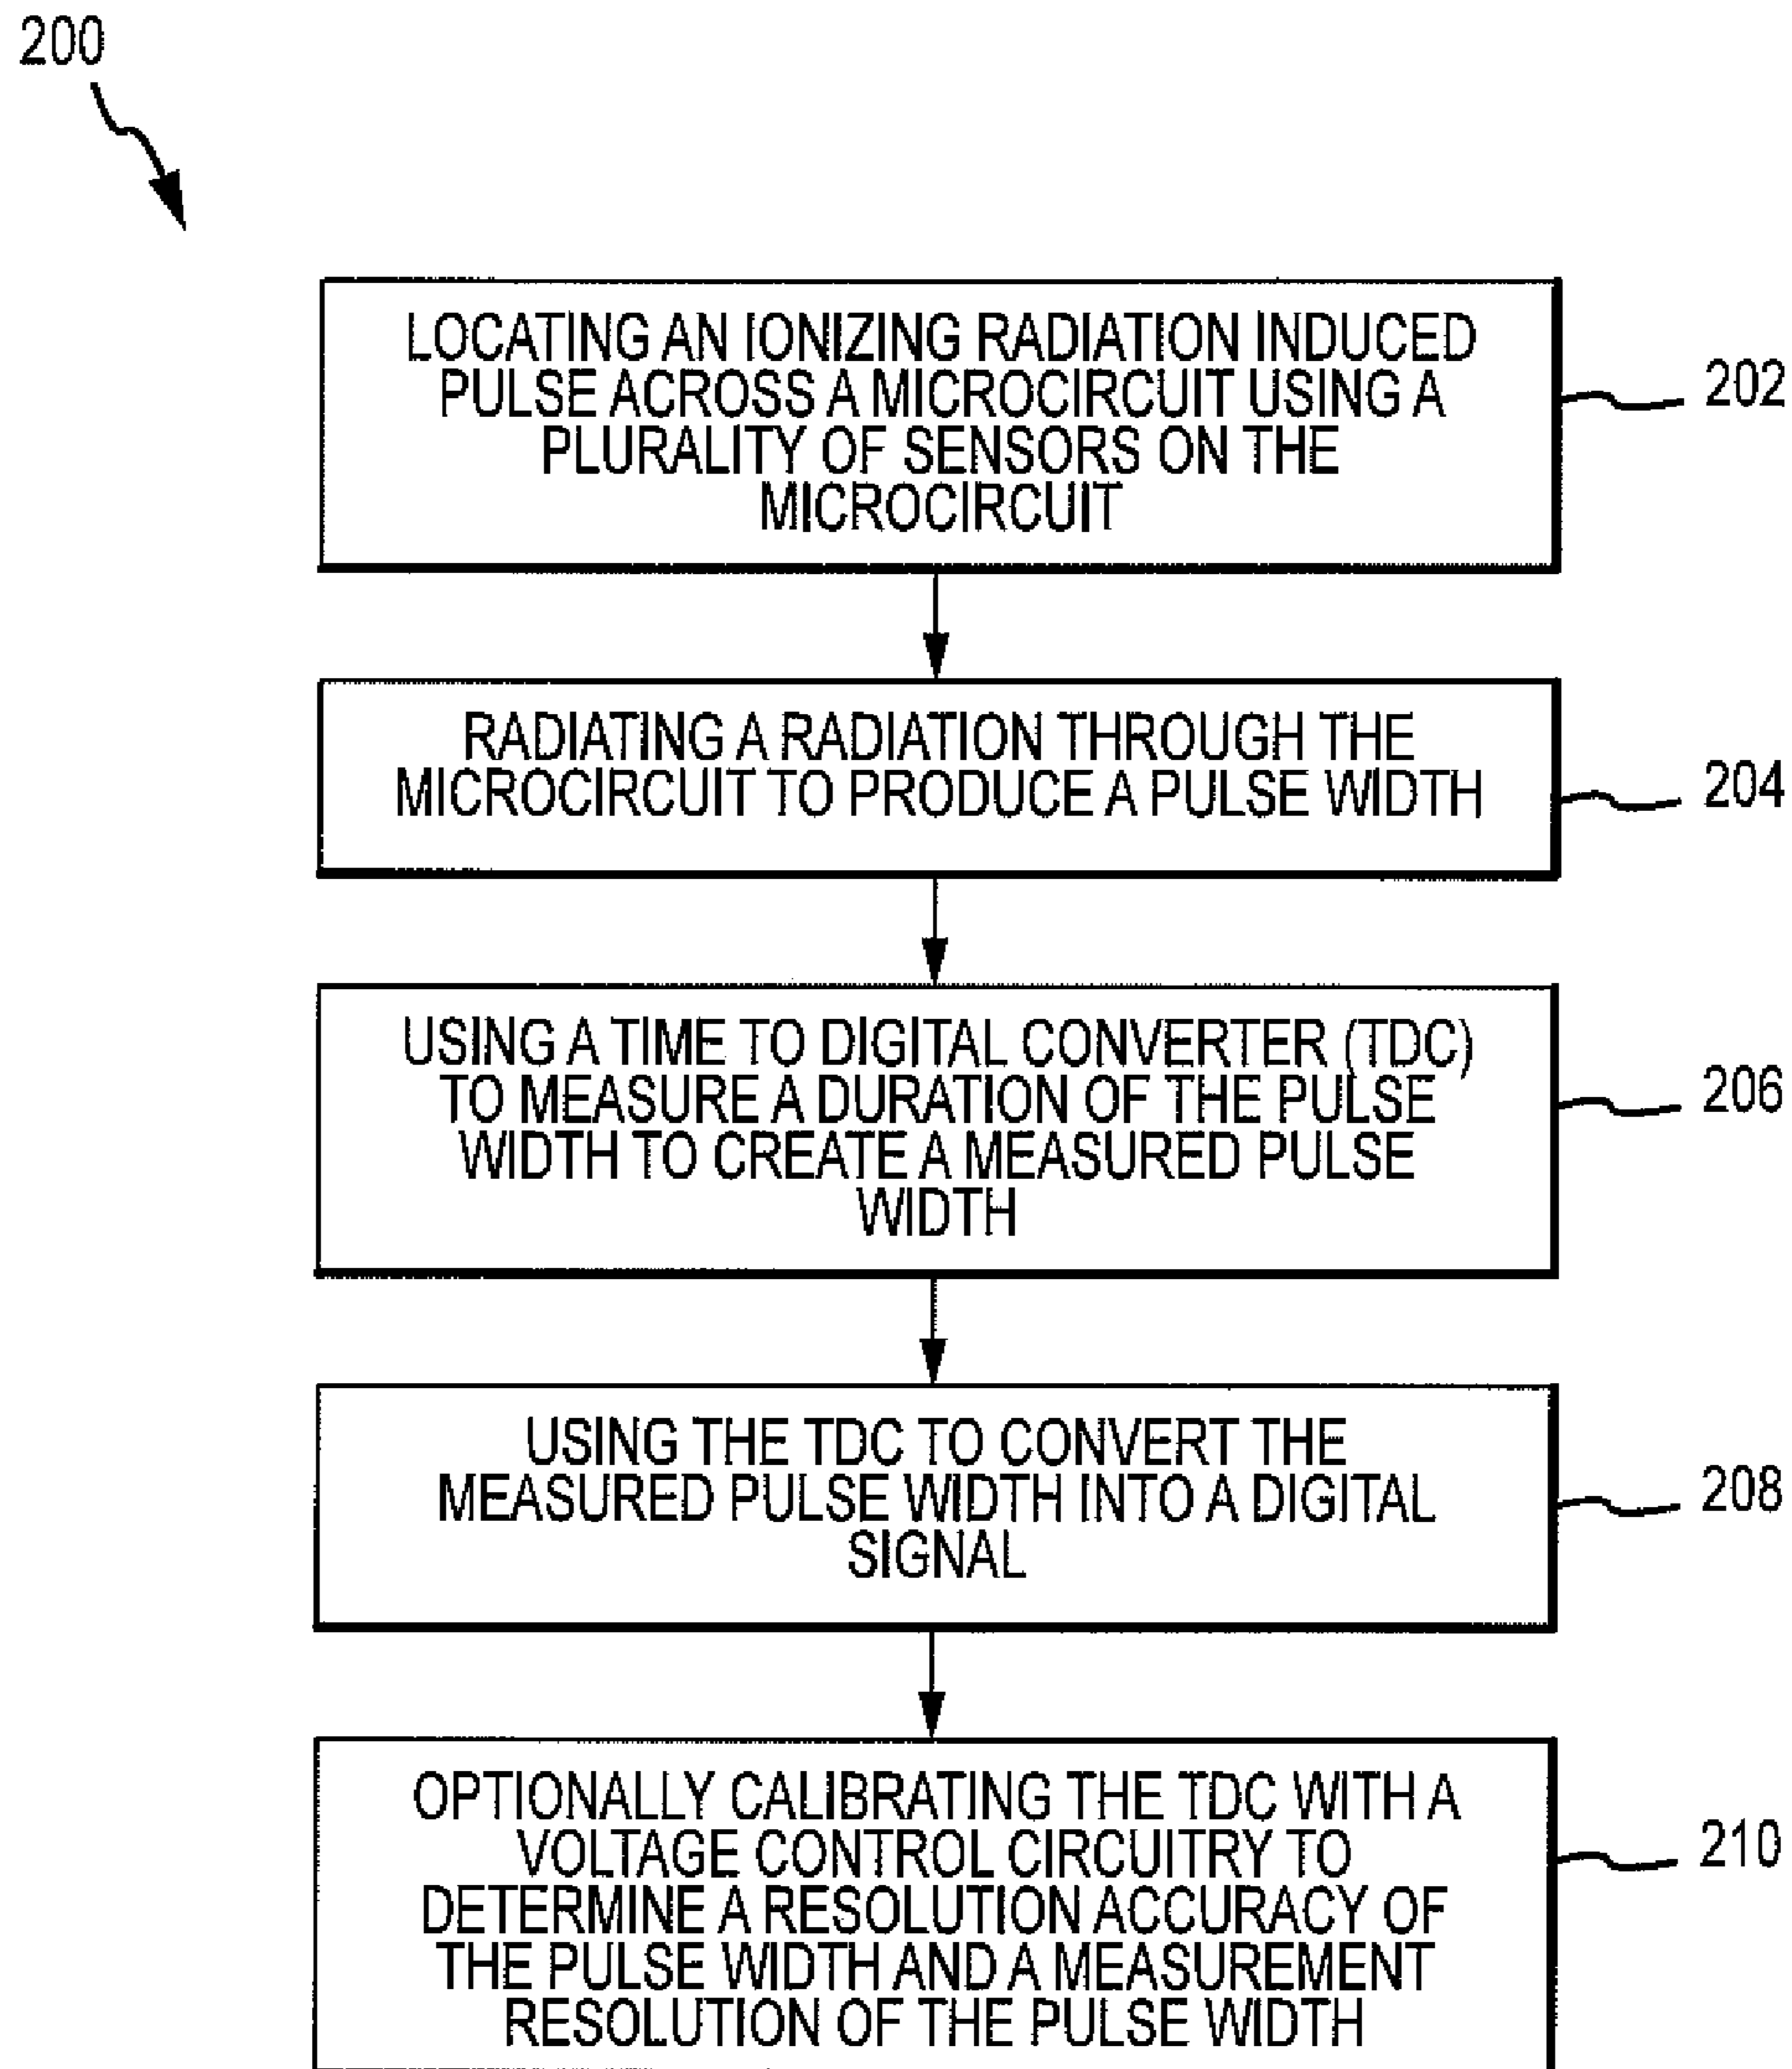 200
LOCATING AN IONIZING RADIATION INDUCED
PULSE ACROSS A MICROCIRCUIT USING A
PLURALITY OF SENSORS ON THE
MICROCIRCUIT
202
RADIATING A RADIATION THROUGH THE
MICROCIRCUIT TO PRODUCE A PULSE WIDTH
204
USING A TIME TO DIGITAL CONVERTER (TDC)
TO MEASURE A DURATION OF THE PULSE
WIDTH TO CREATE A MEASURED PULSE
WIDTH
206
USING THE TDC TO CONVERT THE
MEASURED PULSE WIDTH INTO A DIGITAL
SIGNAL
208
OPTIONALLY CALIBRATING THE TDC WITH A
VOLTAGE CONTROL CIRCUITRY TO
DETERMINE A RESOLUTION ACCURACY OF
THE PULSE WIDTH AND A MEASUREMENT
RESOLUTION OF THE PULSE WIDTH
210